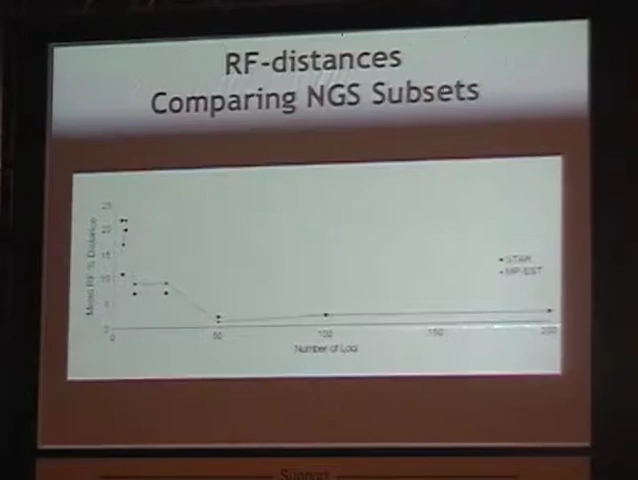 RF-distances
Comparing NGS Subsets
Mean RF % Distance
25
20
15
10
5
0
0 50 100 150 200
Number of Loci
STAR
MP-EST
Support